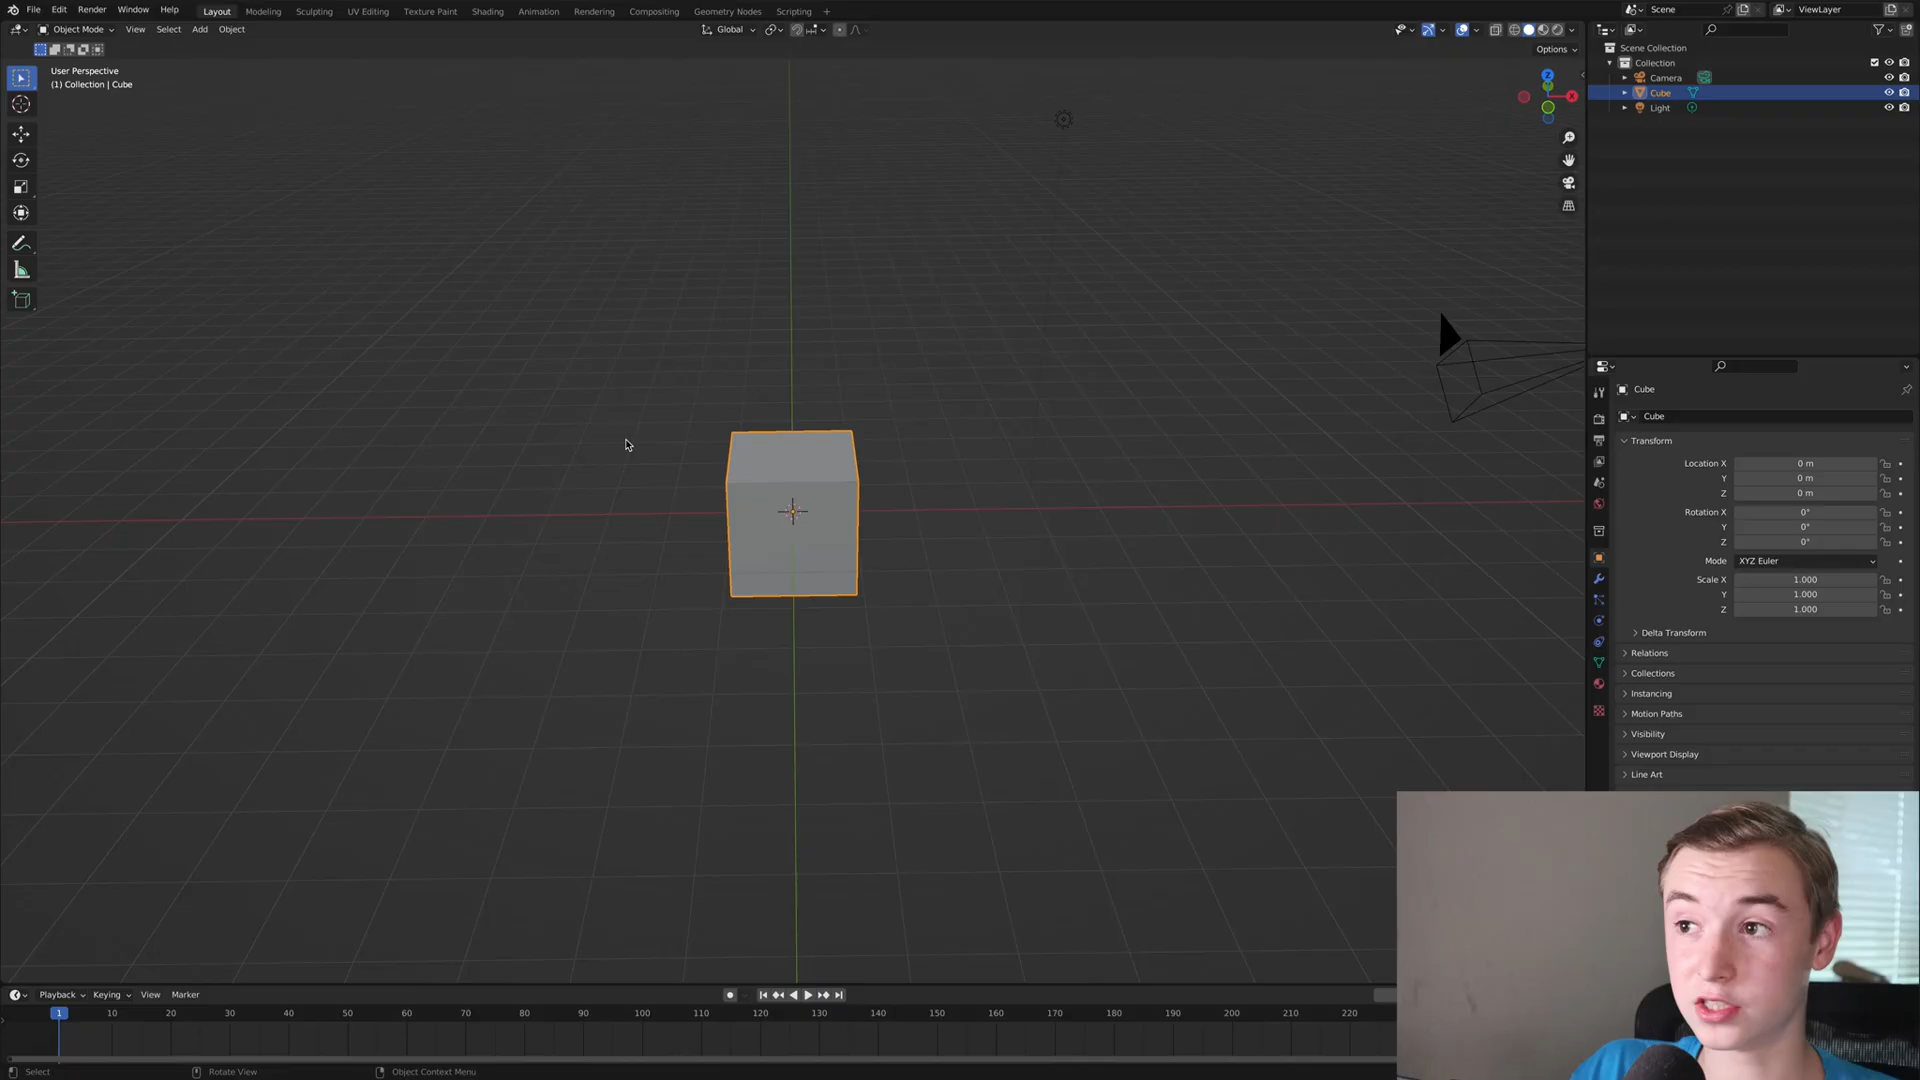 File Edit Render Window Help Layout Modeling Sculpting UV Editing Texture Paint Shading Animation Rendering Compositing Geometry Nodes Scripting + Scene ViewLayer
Object Mode View Select Add Object Global
Options
User Perspective
(1) Collection | Cube
Z
X
Scene Collection
Collection
Camera
Cube
Light
Cube
Cube
Transform
Location X 0 m
Y 0 m
Z 0 m
Rotation X 0°
Y 0°
Z 0°
Mode XYZ Euler
Scale X 1.000
Y 1.000
Z 1.000
Delta Transform
Relations
Collections
Instancing
Motion Paths
Visibility
Viewport Display
Line Art
Playback Keying View Marker
1 10 20 30 40 50 60 70 80 90 100 110 120 130 140 150 160 170 180 190 200 210 220
Select Rotate View Object Context Menu